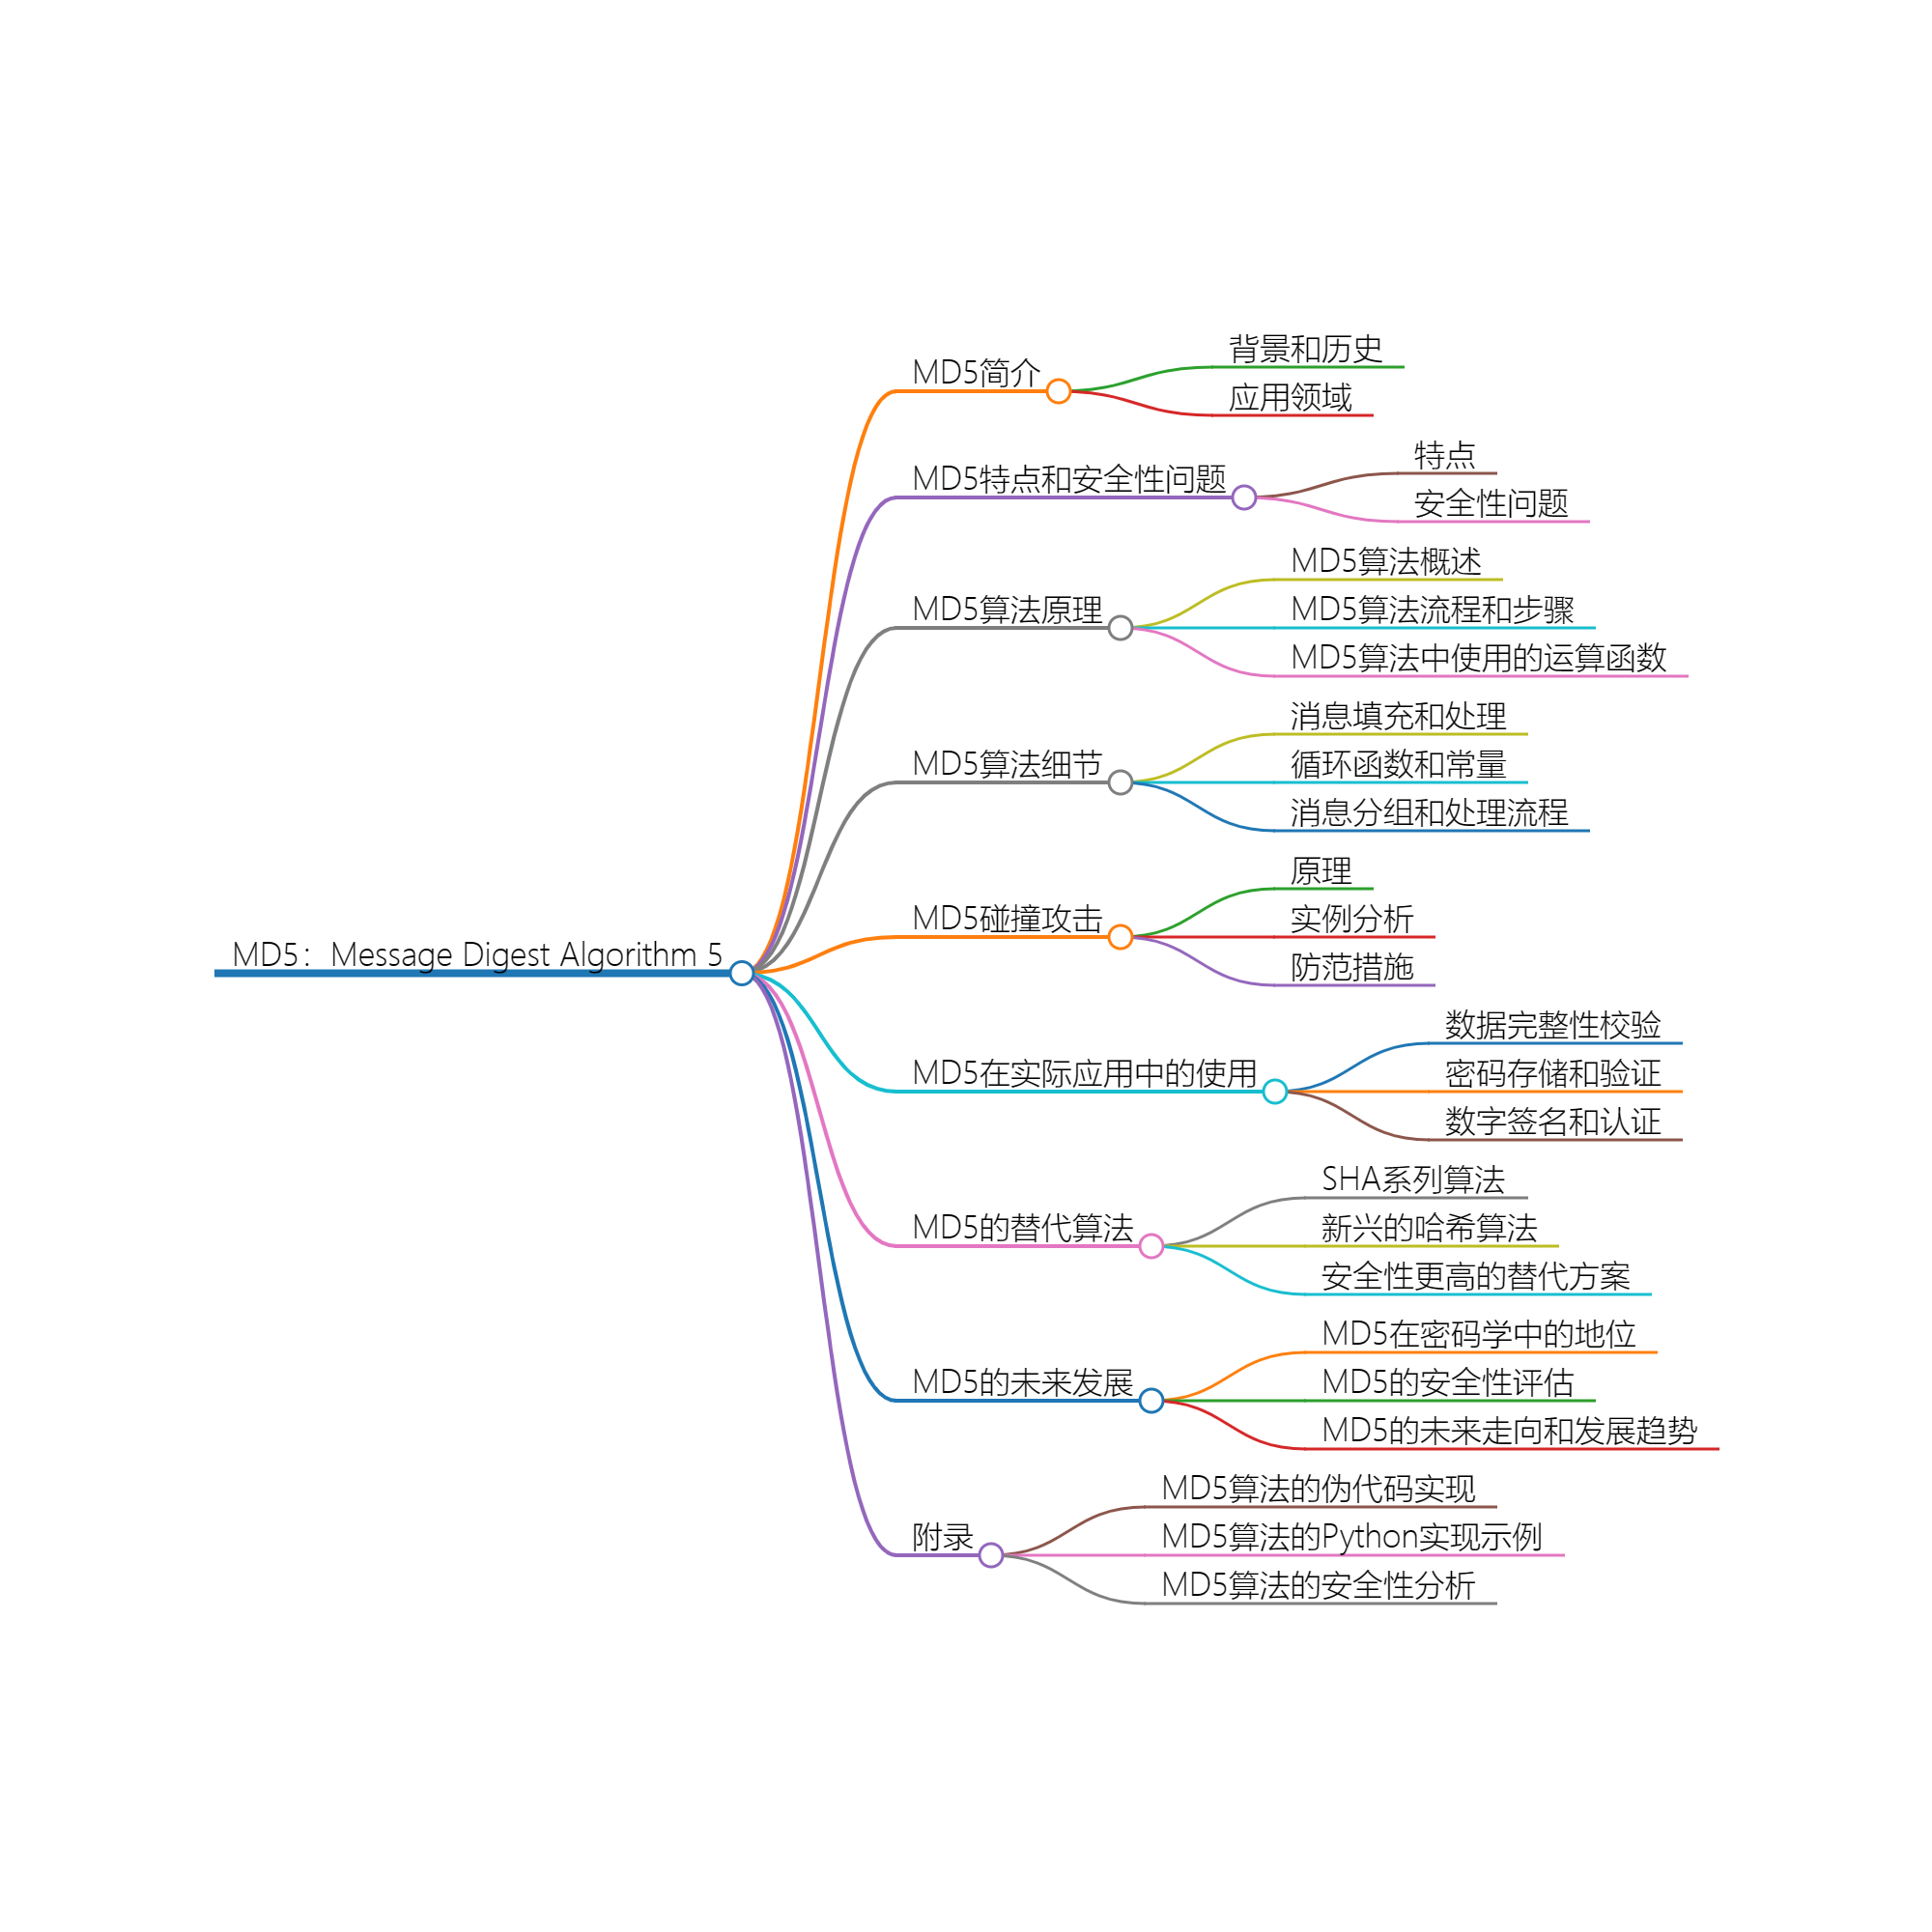 MD5：Message Digest Algorithm 5
MD5简介
背景和历史
应用领域
MD5特点和安全性问题
特点
安全性问题
MD5算法原理
MD5算法概述
MD5算法流程和步骤
MD5算法中使用的运算函数
MD5算法细节
消息填充和处理
循环函数和常量
消息分组和处理流程
MD5碰撞攻击
原理
实例分析
防范措施
MD5在实际应用中的使用
数据完整性校验
密码存储和验证
数字签名和认证
MD5的替代算法
SHA系列算法
新兴的哈希算法
安全性更高的替代方案
MD5的未来发展
MD5在密码学中的地位
MD5的安全性评估
MD5的未来走向和发展趋势
附录
MD5算法的伪代码实现
MD5算法的Python实现示例
MD5算法的安全性分析